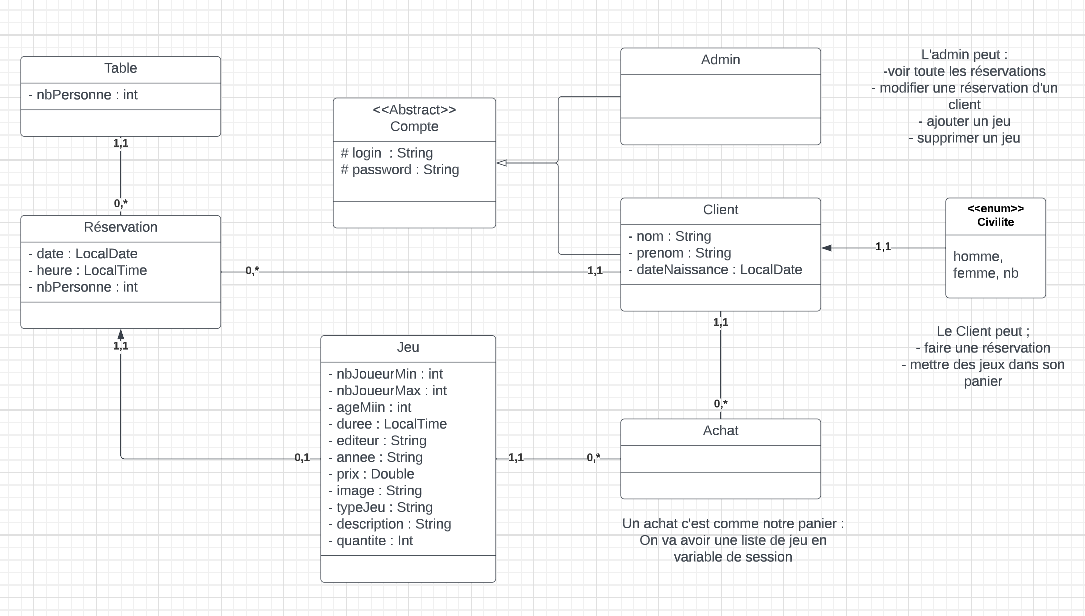 Table
- nbPersonne : int
1,1
0,*
Réservation
- date : LocalDate
- heure : LocalTime
- nbPersonne : int
0,*
1,1
1,1
<<Abstract>>
Compte
# login  : String
# password : String
Admin
L'admin peut :
-voir toute les réservations
- modifier une réservation d'un
client
- ajouter un jeu
- supprimer un jeu
Client
- nom : String
- prenom : String
- dateNaissance : LocalDate
1,1
<<enum>>
Civilite
homme,
femme, nb
Le Client peut ;
- faire une réservation
- mettre des jeux dans son
panier
1,1
0,*
Jeu
- nbJoueurMin : int
- nbJoueurMax : int
- ageMiin : int
- duree : LocalTime
- editeur : String
- annee : String
- prix : Double
- image : String
- typeJeu : String
- description : String
- quantite : Int
0,1
1,1
0,*
Achat
Un achat c'est comme notre panier :
On va avoir une liste de jeu en
variable de session